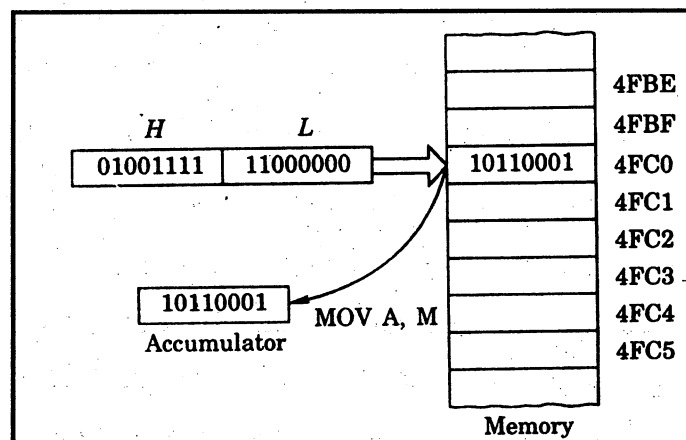 4FBE
4FBF
H L
01001111 11000000 10110001 4FC0
4FC1
4FC2
4FC3
10110001 MOV A, M 4FC4
Accumulator 4FC5
Memory